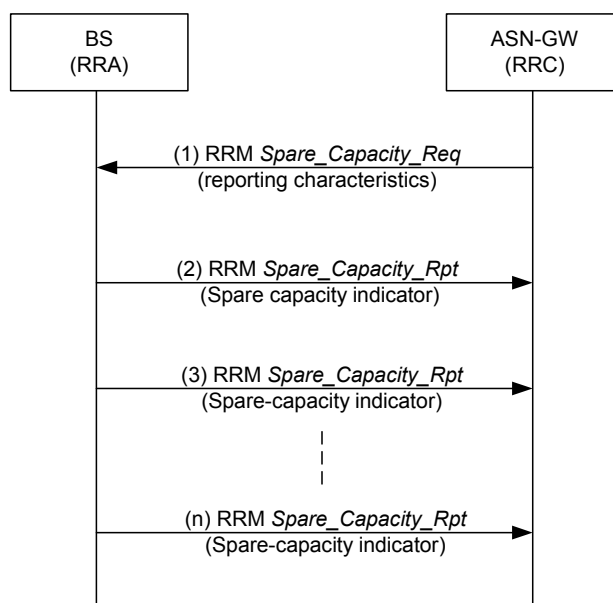 BS
(RRA)
ASN-GW
(RRC)
(1) RRM Spare_Capacity_Req
(reporting characteristics)
(2) RRM Spare_Capacity_Rpt
(Spare capacity indicator)
(3) RRM Spare_Capacity_Rpt
(Spare-capacity indicator)
(n) RRM Spare_Capacity_Rpt
(Spare-capacity indicator)